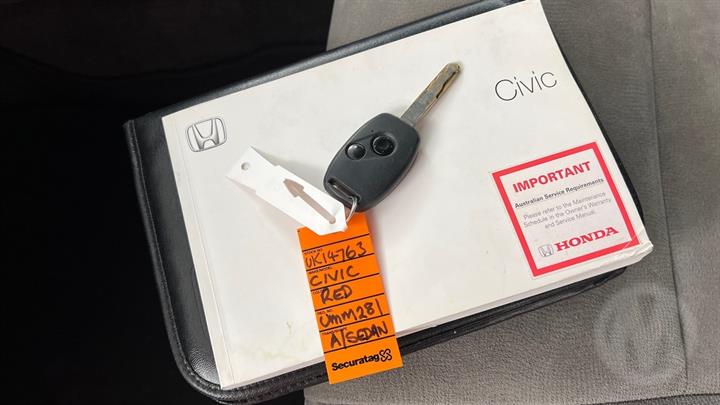 Civic
IMPORTANT
Australian Service Requirements
Please refer to the Maintenance
Schedule in the Owner's Warranty
and Service Manual.
HONDA
UK14763
CIVIC
RED
UMM281
A/SEDAN
Securatag